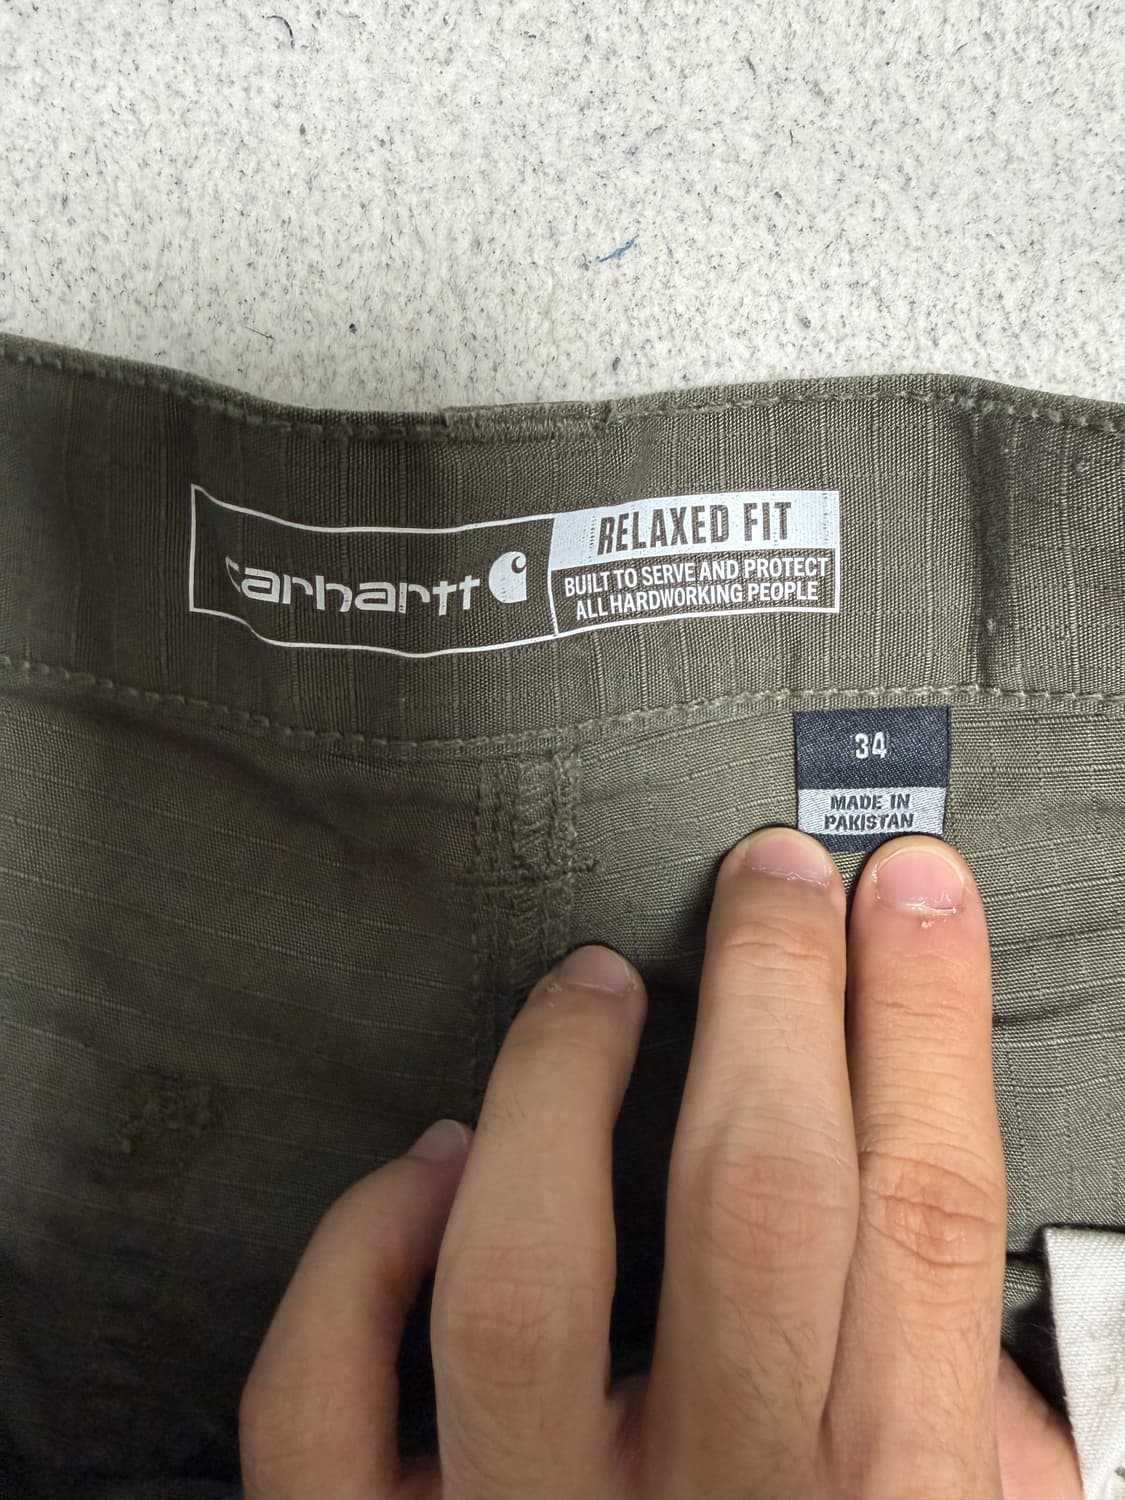 carhartt
RELAXED FIT
BUILT TO SERVE AND PROTECT
ALL HARDWORKING PEOPLE
34
MADE IN
PAKISTAN